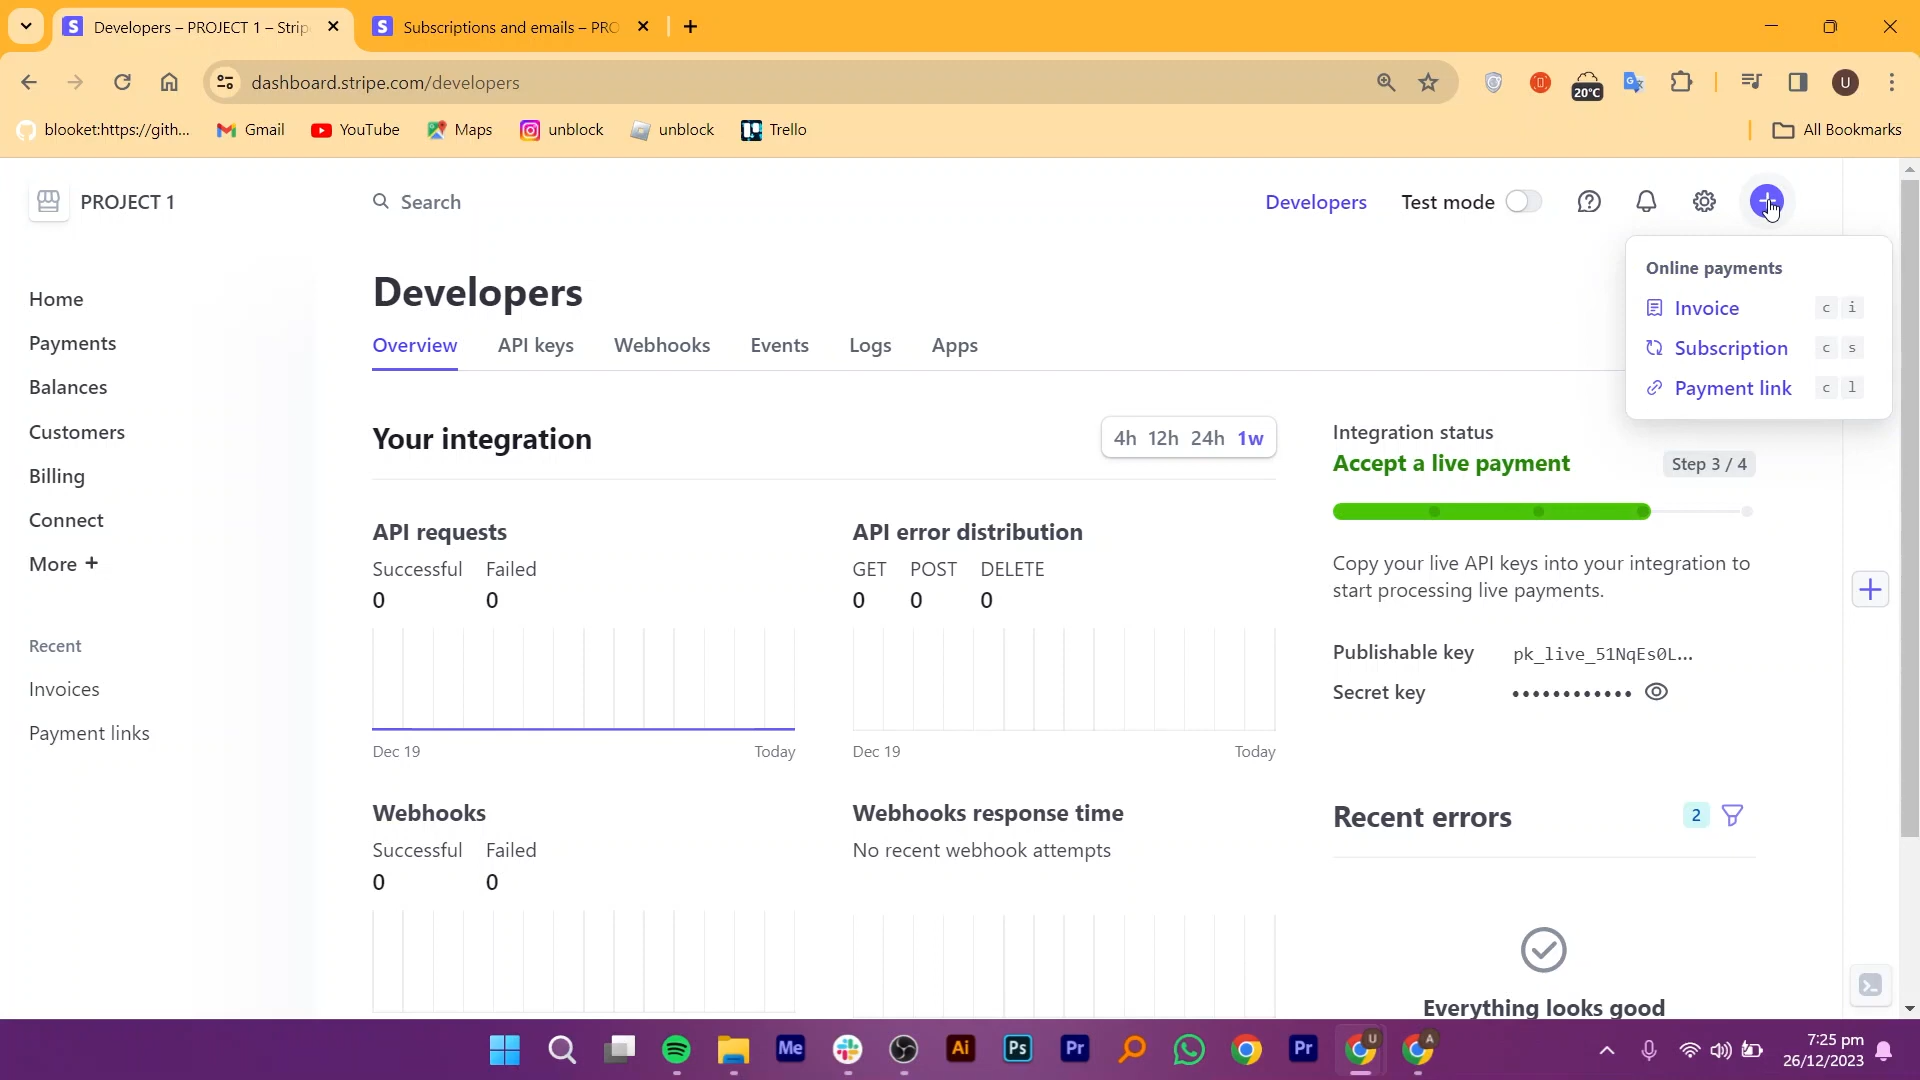 Developers – PROJECT 1 – Strip
Subscriptions and emails – PRO
dashboard.stripe.com/developers
20°C
U
blooket:https://gith...
Gmail
YouTube
Maps
unblock
unblock
Trello
All Bookmarks
PROJECT 1
Search
Developers
Test mode
Home
Payments
Balances
Customers
Billing
Connect
More +
Recent
Invoices
Payment links
Developers
Overview
API keys
Webhooks
Events
Logs
Apps
Online payments
Invoice c i
Subscription c s
Payment link c l
Your integration
4h 12h 24h 1w
API requests
Successful Failed
0 0
Dec 19 Today
API error distribution
GET POST DELETE
0 0 0
Dec 19 Today
Integration status
Accept a live payment
Step 3 / 4
Copy your live API keys into your integration to
start processing live payments.
Publishable key pk_live_51NqEs0L...
Secret key ••••••••••••
Webhooks
Successful Failed
0 0
Webhooks response time
No recent webhook attempts
Recent errors
2
Everything looks good
Me
Ai
Ps
Pr
Pr
U
A
7:25 pm
26/12/2023